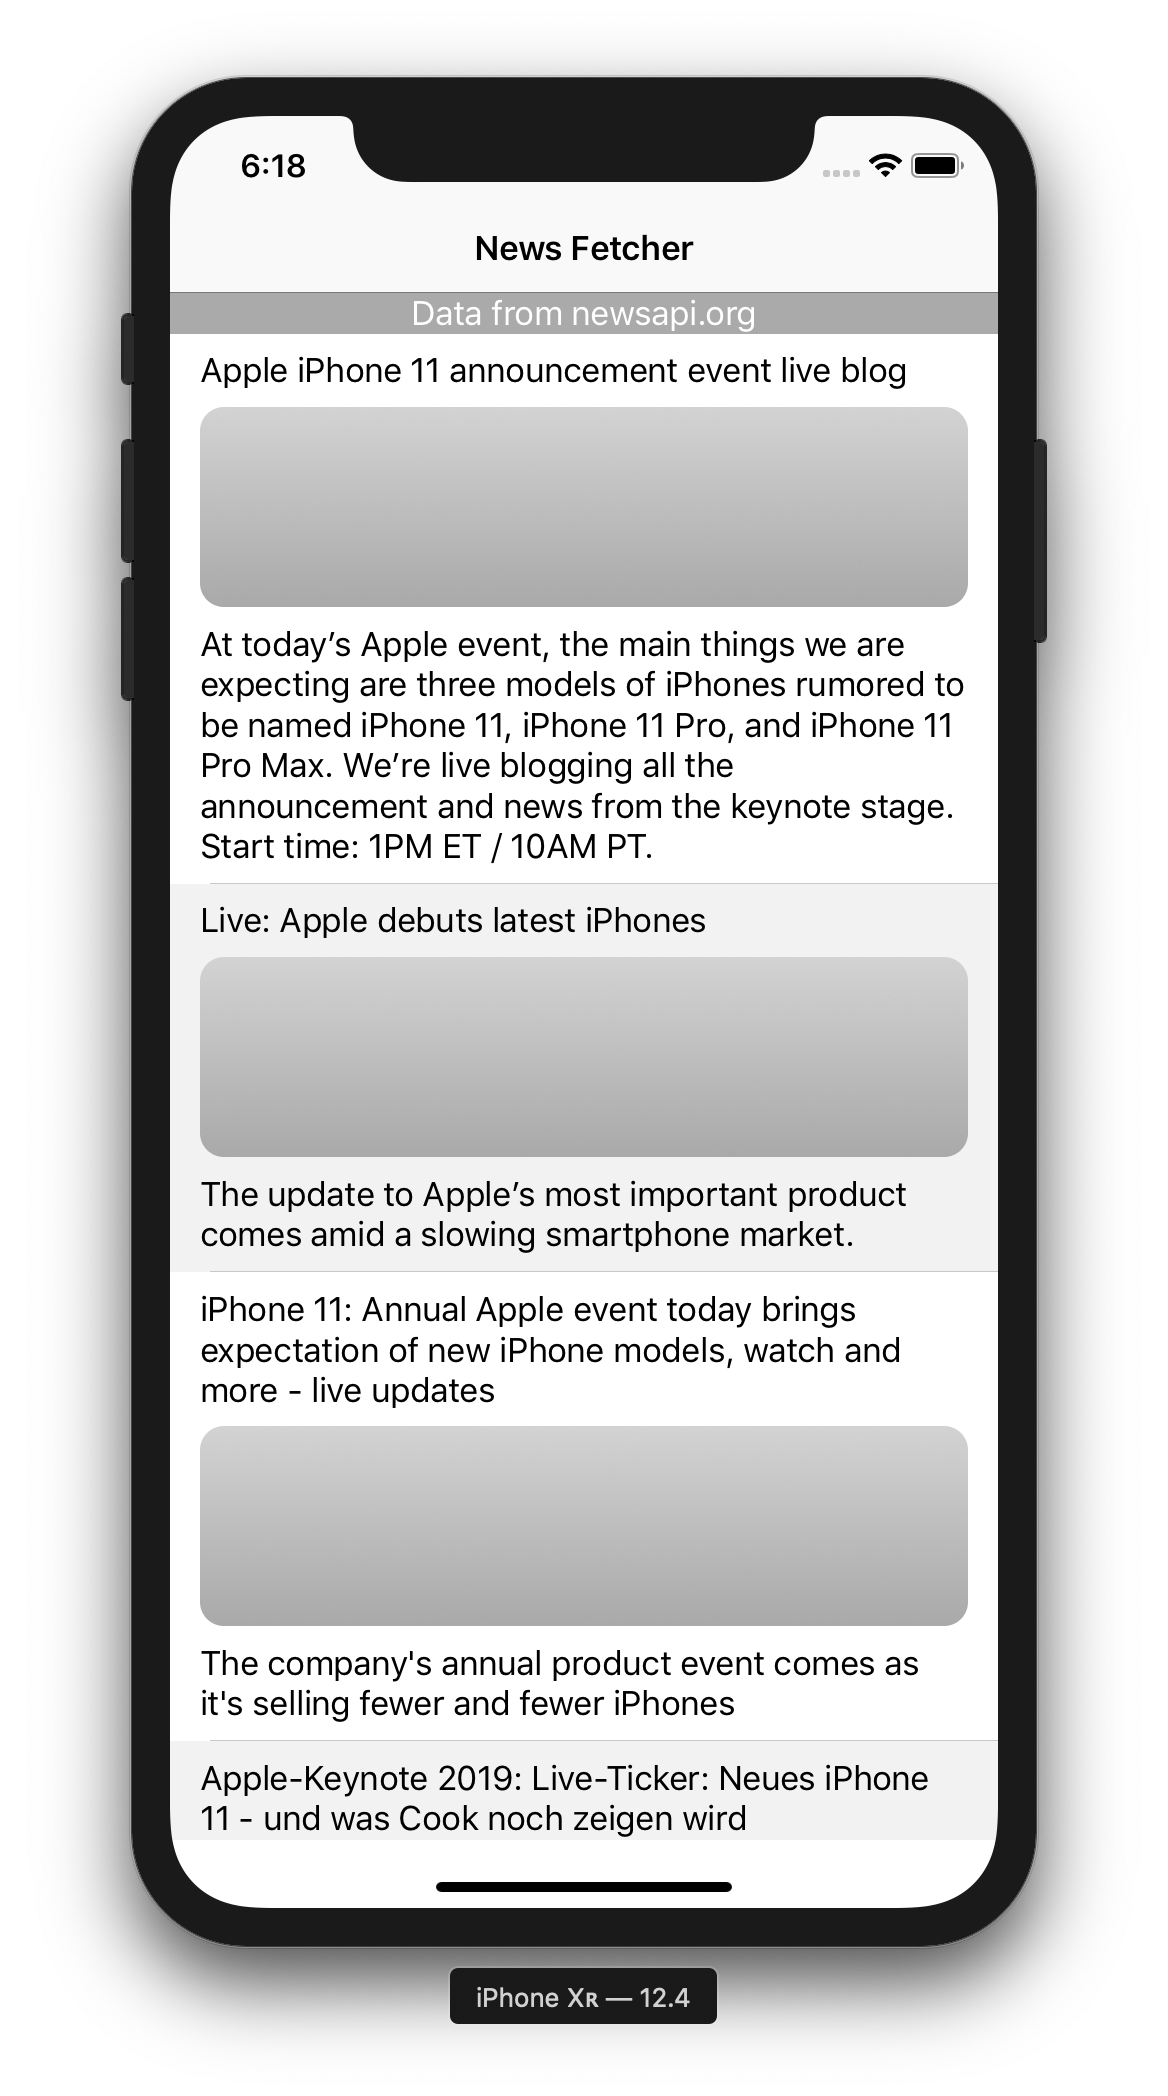 6:18
News Fetcher
Data from newsapi.org
Apple iPhone 11 announcement event live blog
At today’s Apple event, the main things we are
expecting are three models of iPhones rumored to
be named iPhone 11, iPhone 11 Pro, and iPhone 11
Pro Max. We’re live blogging all the
announcement and news from the keynote stage.
Start time: 1PM ET / 10AM PT.
Live: Apple debuts latest iPhones
The update to Apple’s most important product
comes amid a slowing smartphone market.
iPhone 11: Annual Apple event today brings
expectation of new iPhone models, watch and
more - live updates
The company's annual product event comes as
it's selling fewer and fewer iPhones
Apple-Keynote 2019: Live-Ticker: Neues iPhone
11 - und was Cook noch zeigen wird
iPhone Xʀ — 12.4